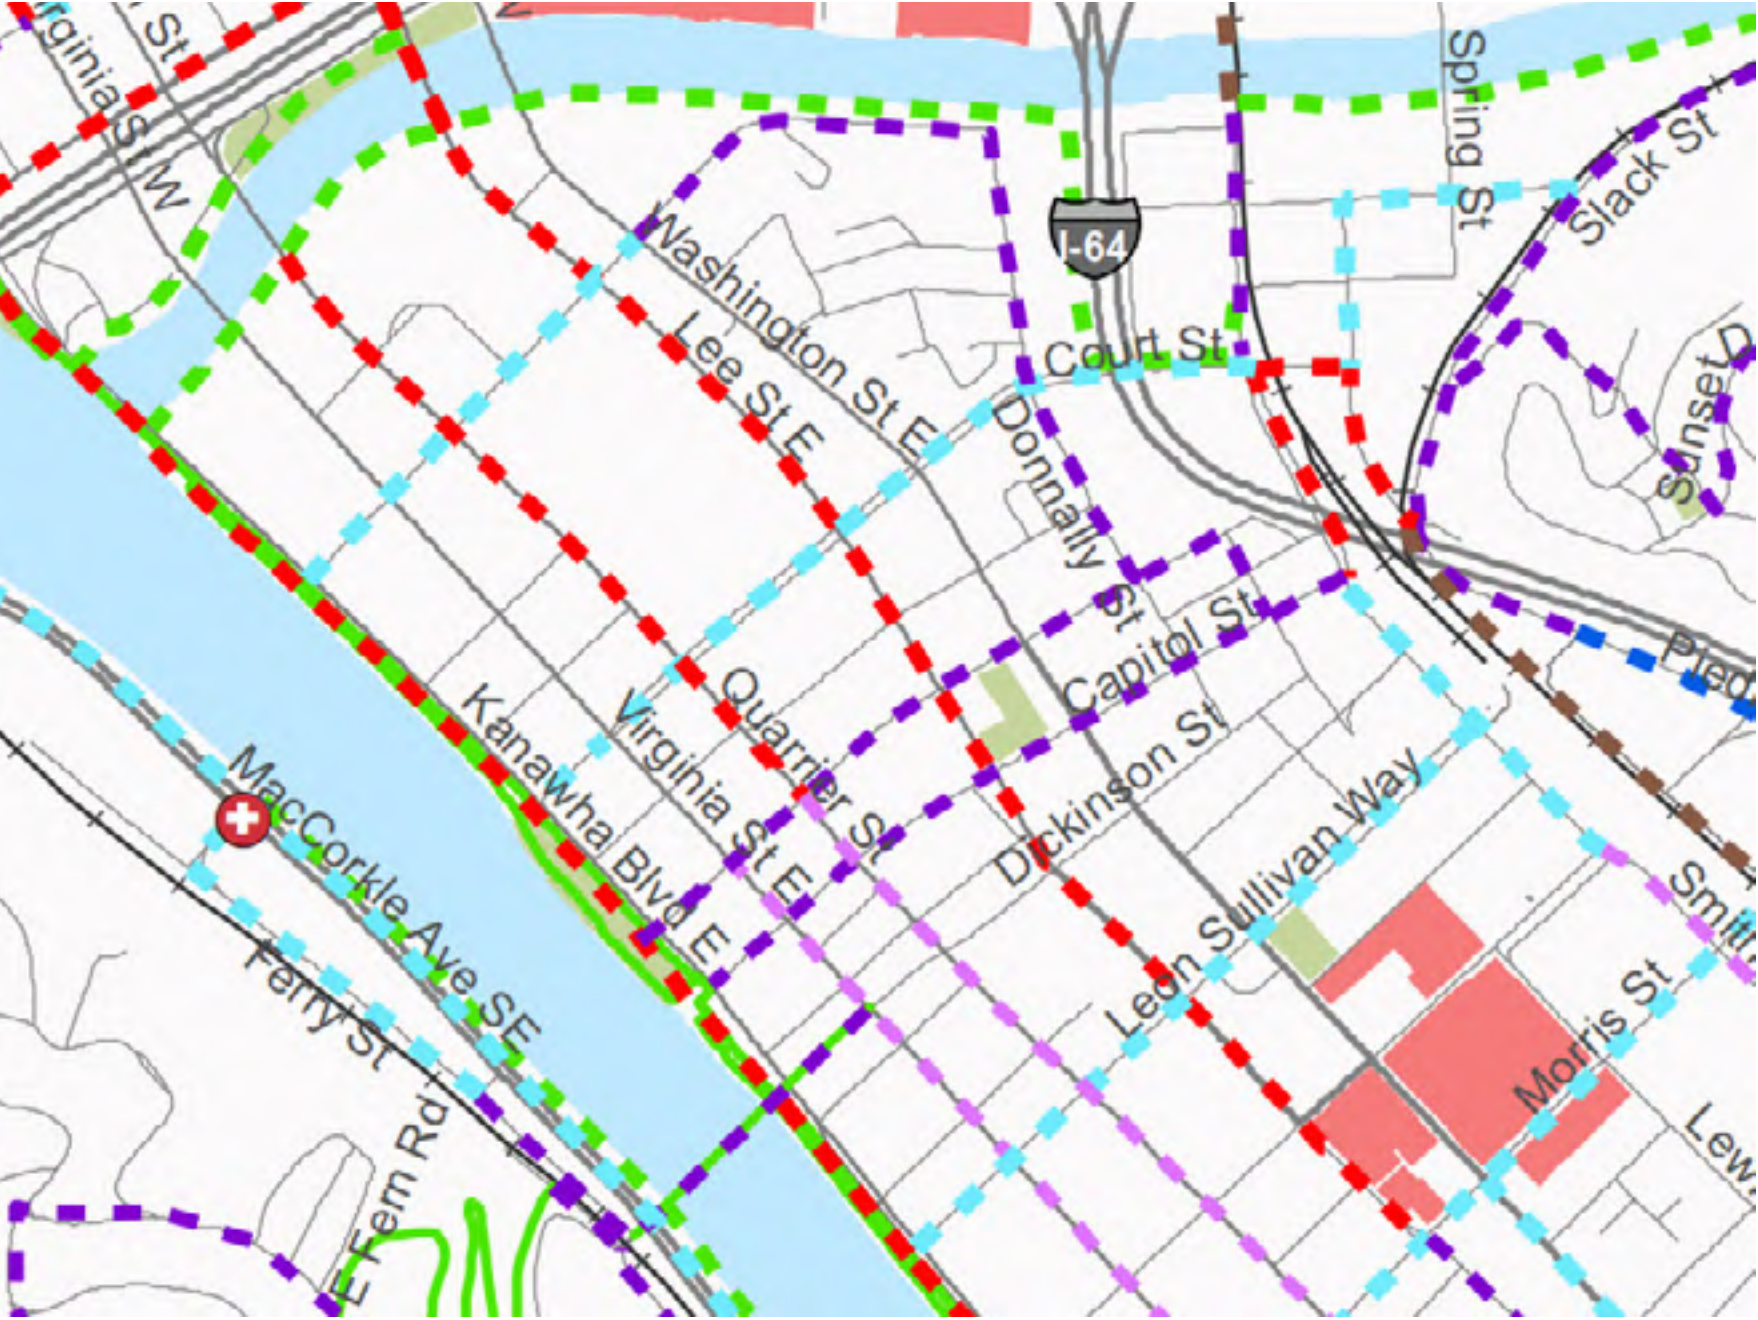 St
Virginia St W
Spring St
Slack St
I-64
Washington St E
Lee St E
Court St
Donnally St
Sunset
D
Capitol St
Pied
Quarrier St
Virginia St E
Kanawha Blvd E
Dickinson St
MacCorkle Ave SE
Leon Sullivan Way
Smith
Ferry St
Morris St
E Fern Rd
Lew